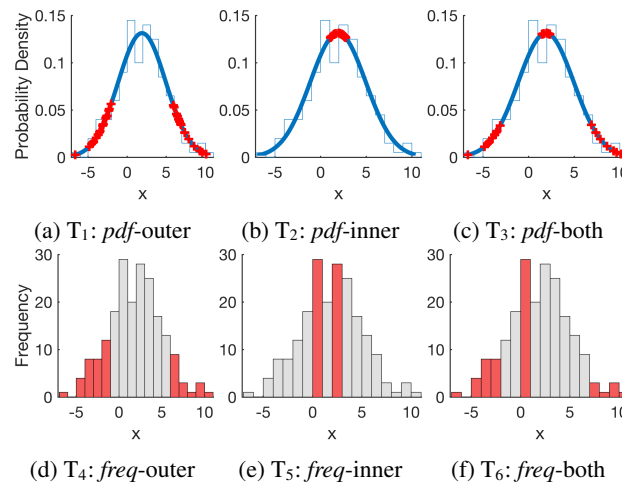 Probability Density
0.15
0.1
0.05
0
-5 0 5 10
x
0.15
0.1
0.05
0
-5 0 5 10
x
0.15
0.1
0.05
0
-5 0 5 10
x
(a) T1: pdf-outer
(b) T2: pdf-inner
(c) T3: pdf-both
Frequency
30
20
10
0
-5 0 5 10
x
30
20
10
0
-5 0 5 10
x
30
20
10
0
-5 0 5 10
x
(d) T4: freq-outer
(e) T5: freq-inner
(f) T6: freq-both